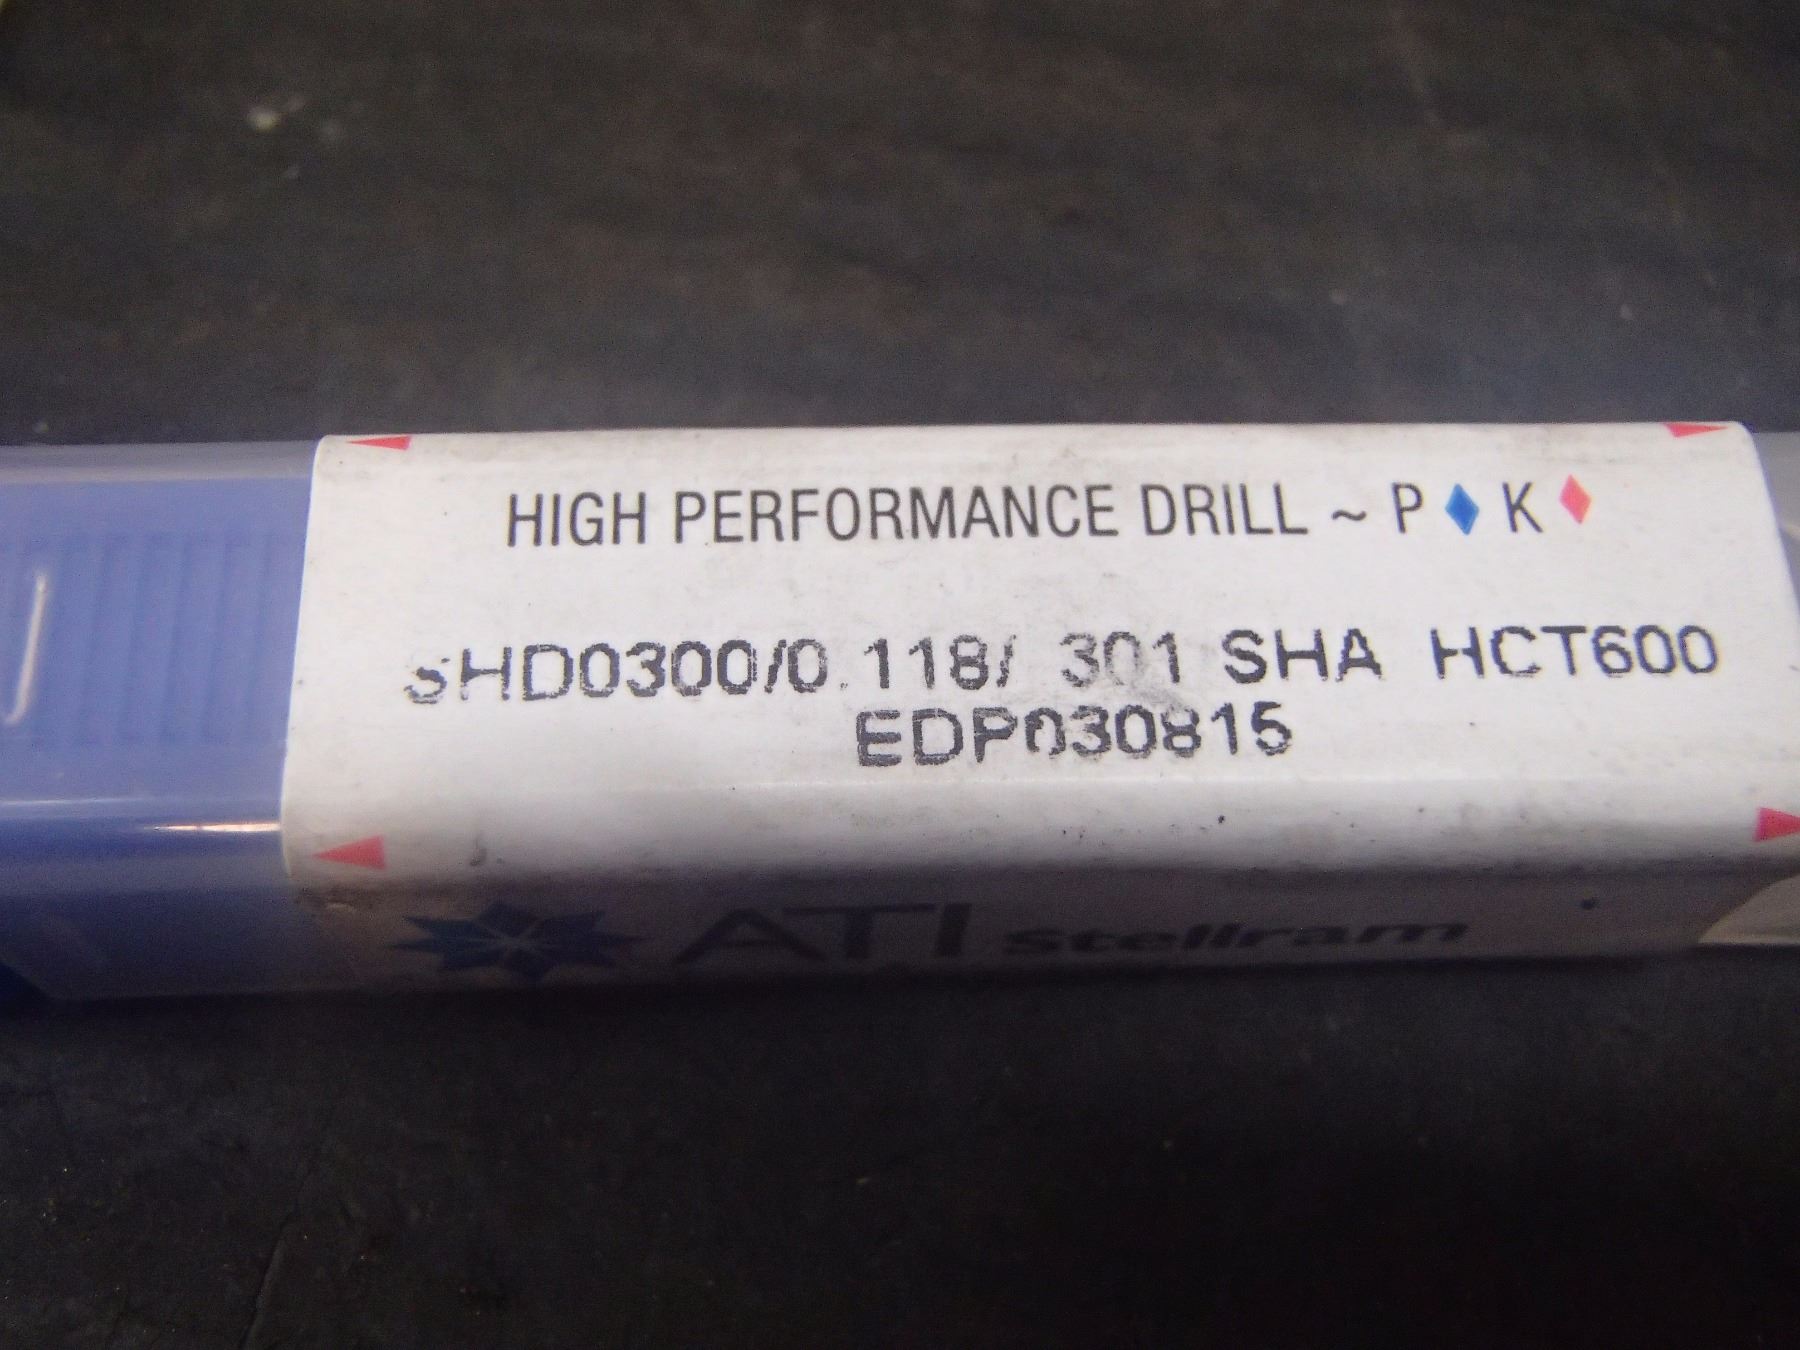 HIGH PERFORMANCE DRILL ~ P K
SHD0300/0.118/ 301 SHA HCT600
EDP030815
ATI Stellram